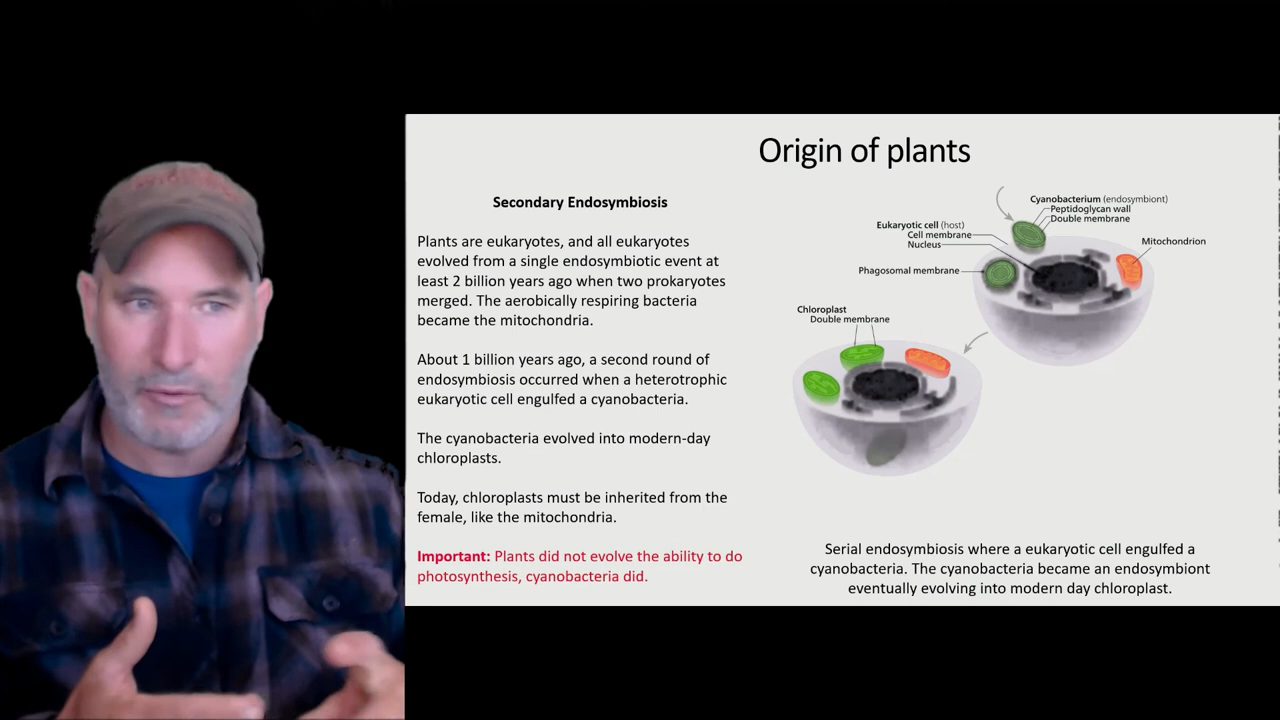 Origin of plants
Secondary Endosymbiosis
Plants are eukaryotes, and all eukaryotes
evolved from a single endosymbiotic event at
least 2 billion years ago when two prokaryotes
merged. The aerobically respiring bacteria
became the mitochondria.
About 1 billion years ago, a second round of
endosymbiosis occurred when a heterotrophic
eukaryotic cell engulfed a cyanobacteria.
The cyanobacteria evolved into modern-day
chloroplasts.
Today, chloroplasts must be inherited from the
female, like the mitochondria.
Important: Plants did not evolve the ability to do
photosynthesis, cyanobacteria did.
Cyanobacterium (endosymbiont)
Peptidoglycan wall
Double membrane
Eukaryotic cell (host)
Cell membrane
Nucleus
Mitochondrion
Phagosomal membrane
Chloroplast
Double membrane
Serial endosymbiosis where a eukaryotic cell engulfed a
cyanobacteria. The cyanobacteria became an endosymbiont
eventually evolving into modern day chloroplast.